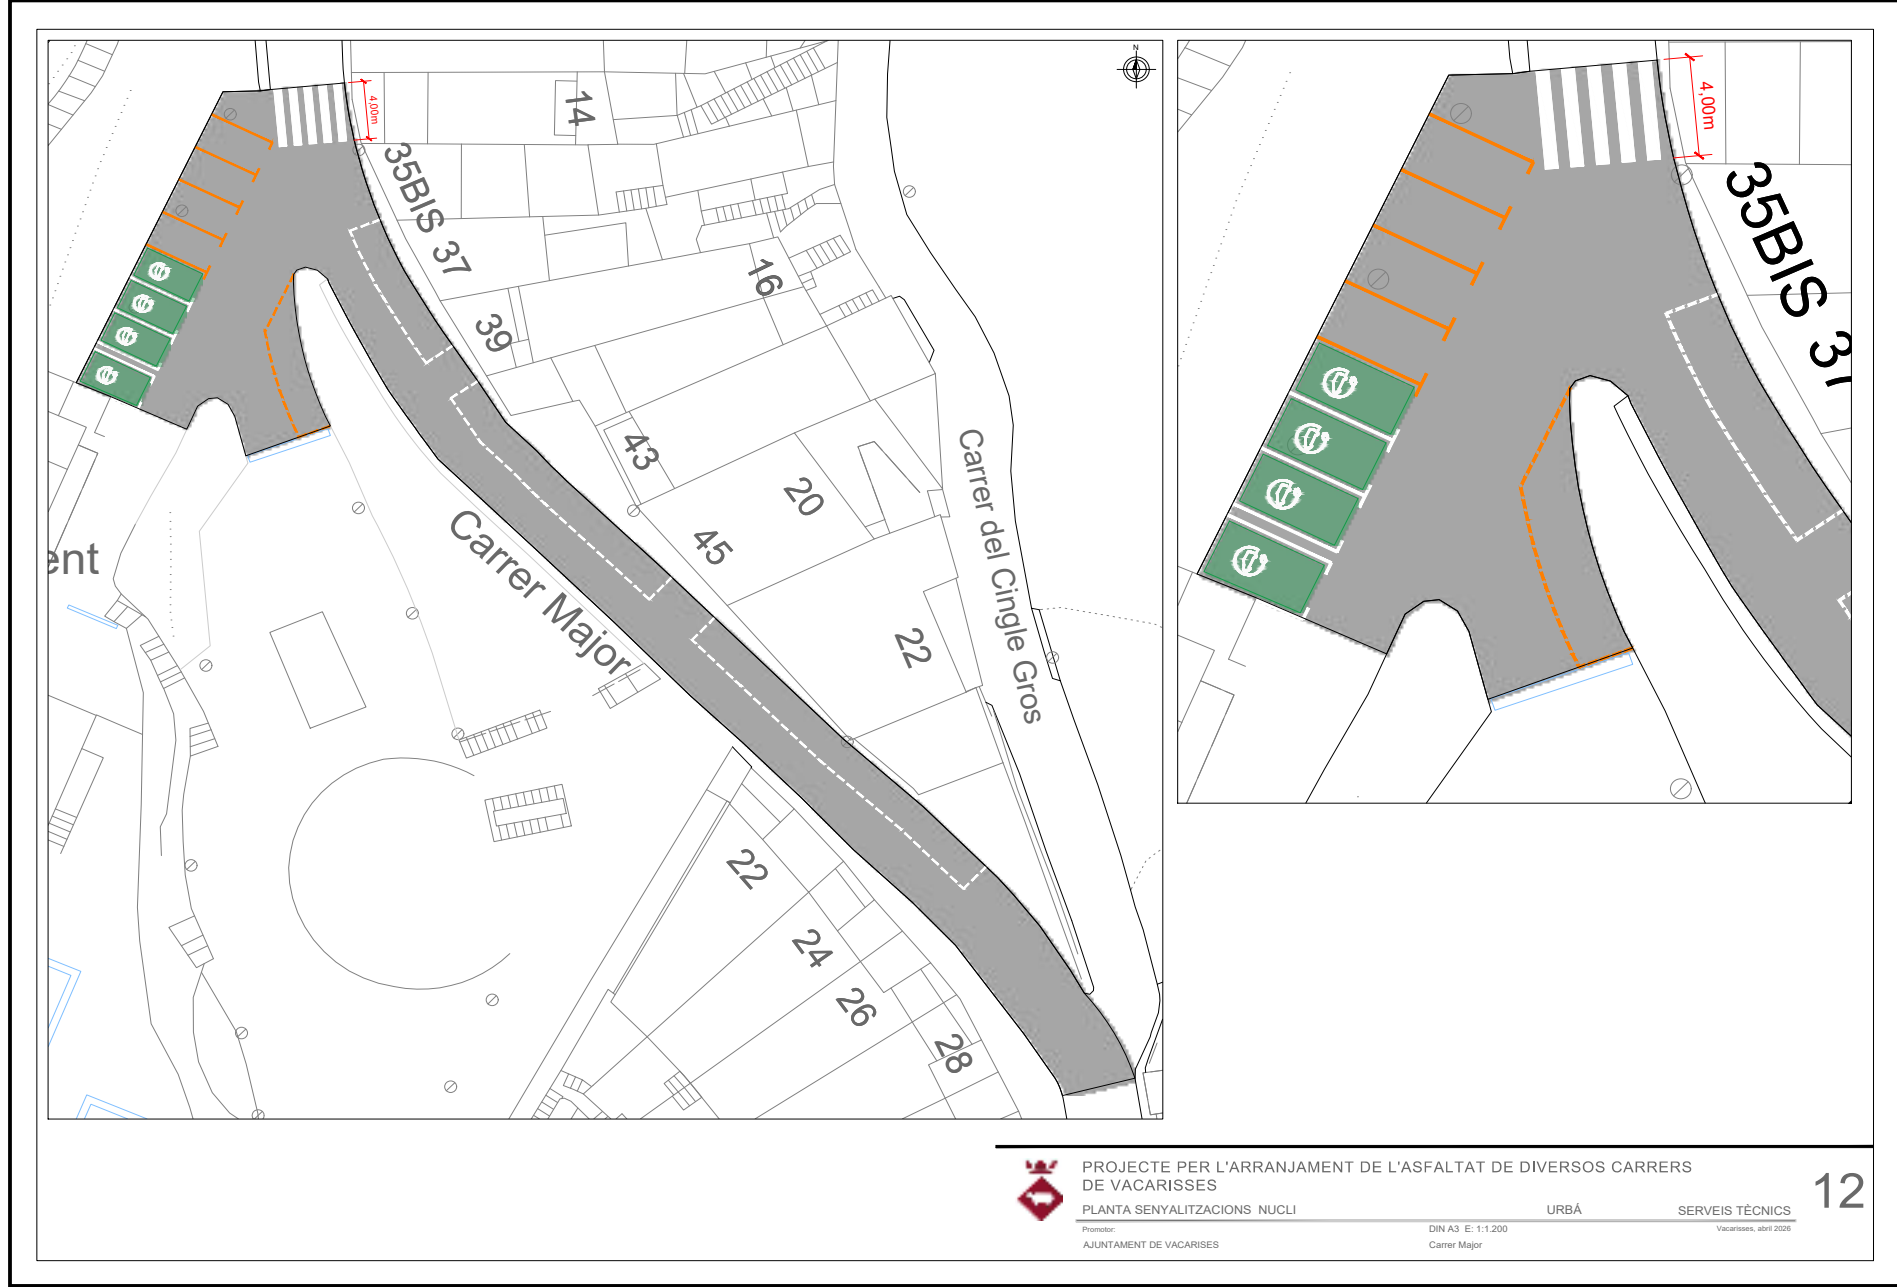 N
4,00m
14
35BIS 37
16
39
43
20
45
Carrer del Cingle Gros
Carrer Major
ent
22
22
24
26
28
4,00m
35BIS 37
PROJECTE PER L'ARRANJAMENT DE L'ASFALTAT DE DIVERSOS CARRERS
DE VACARISSES
PLANTA SENYALITZACIONS NUCLI URBÁ SERVEIS TÈCNICS
12
Promotor: DIN A3 E: 1:1.200 Vacarisses, abril 2026
AJUNTAMENT DE VACARISES Carrer Major